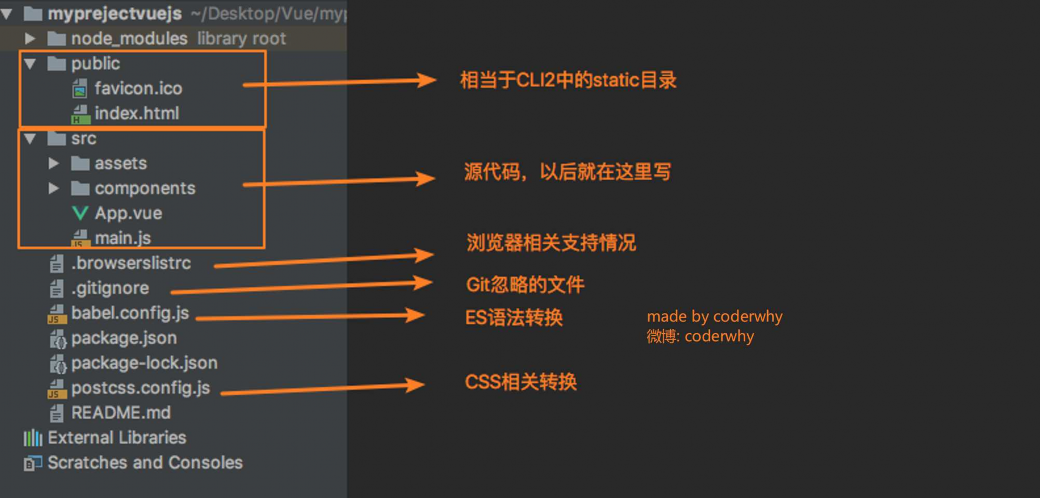 myprejectvuejs ~/Desktop/Vue/myp
node_modules library root
public
favicon.ico
相当于CLI2中的static目录
index.html
src
assets
源代码，以后就在这里写
components
App.vue
main.js
浏览器相关支持情况
.browserslistrc
.gitignore
Git忽略的文件
babel.config.js
ES语法转换
made by coderwhy
微博: coderwhy
package.json
package-lock.json
postcss.config.js
CSS相关转换
README.md
External Libraries
Scratches and Consoles